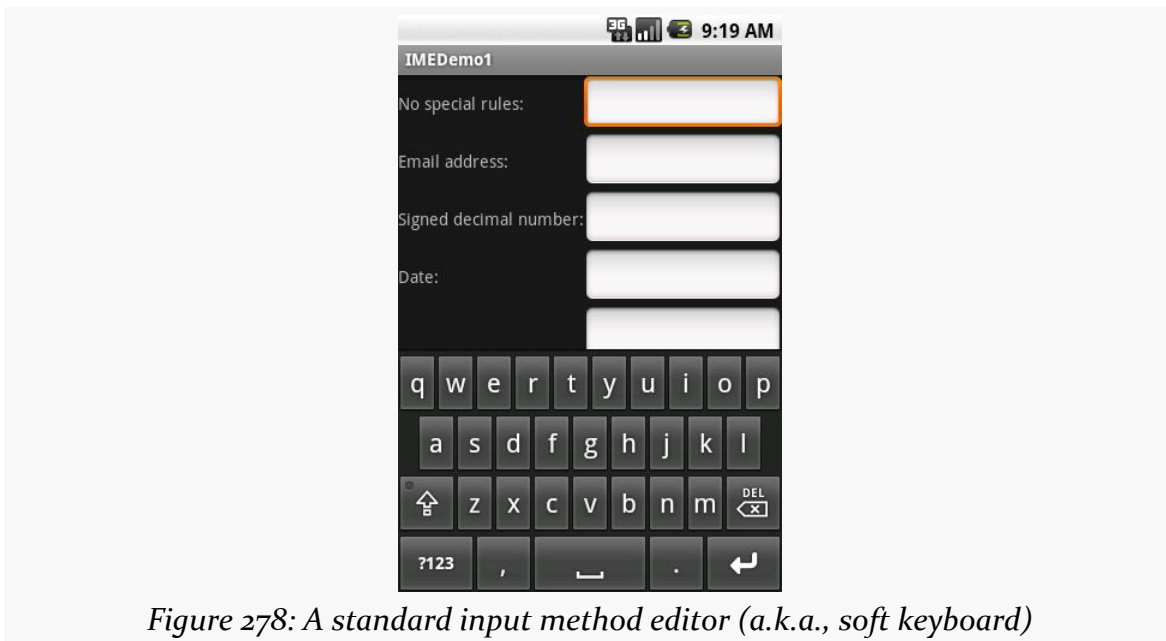 3G 9:19 AM
IMEDemo1
No special rules:
Email address:
Signed decimal number:
Date:
q w e r t y u i o p
a s d f g h j k l
z x c v b n m DEL
?123 , .
Figure 278: A standard input method editor (a.k.a., soft keyboard)